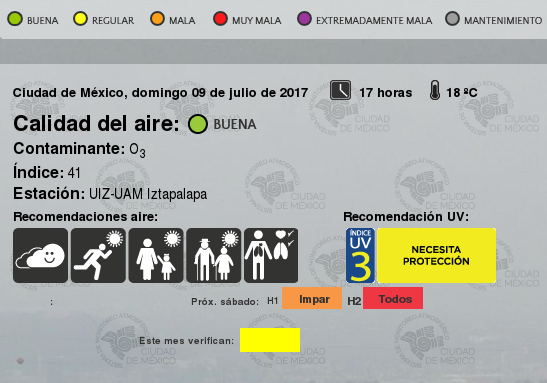 BUENA REGULAR MALA MUY MALA EXTREMADAMENTE MALA MANTENIMIENTO
Ciudad de México, domingo 09 de julio de 2017 17 horas 18 ºC
Calidad del aire: BUENA
Contaminante: O3
Índice: 41
Estación: UIZ-UAM Iztapalapa
Recomendaciones aire: Recomendación UV:
ÍNDICE
UV
3
NECESITA
PROTECCIÓN
: Próx. sábado: H1 Impar H2 Todos
Este mes verifican:
CIUDAD
DE MÉXICO